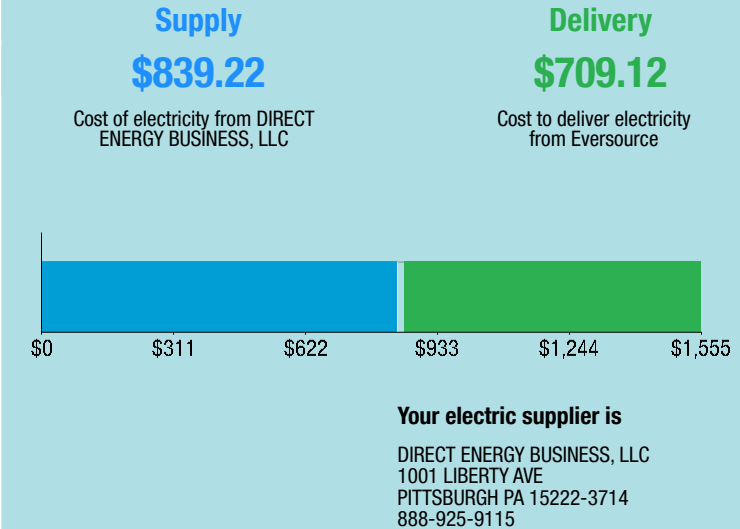 Supply
$839.22
Cost of electricity from DIRECT
ENERGY BUSINESS, LLC
Delivery
$709.12
Cost to deliver electricity
from Eversource
$0 $311 $622 $933 $1,244 $1,555
Your electric supplier is
DIRECT ENERGY BUSINESS, LLC
1001 LIBERTY AVE
PITTSBURGH PA 15222-3714
888-925-9115